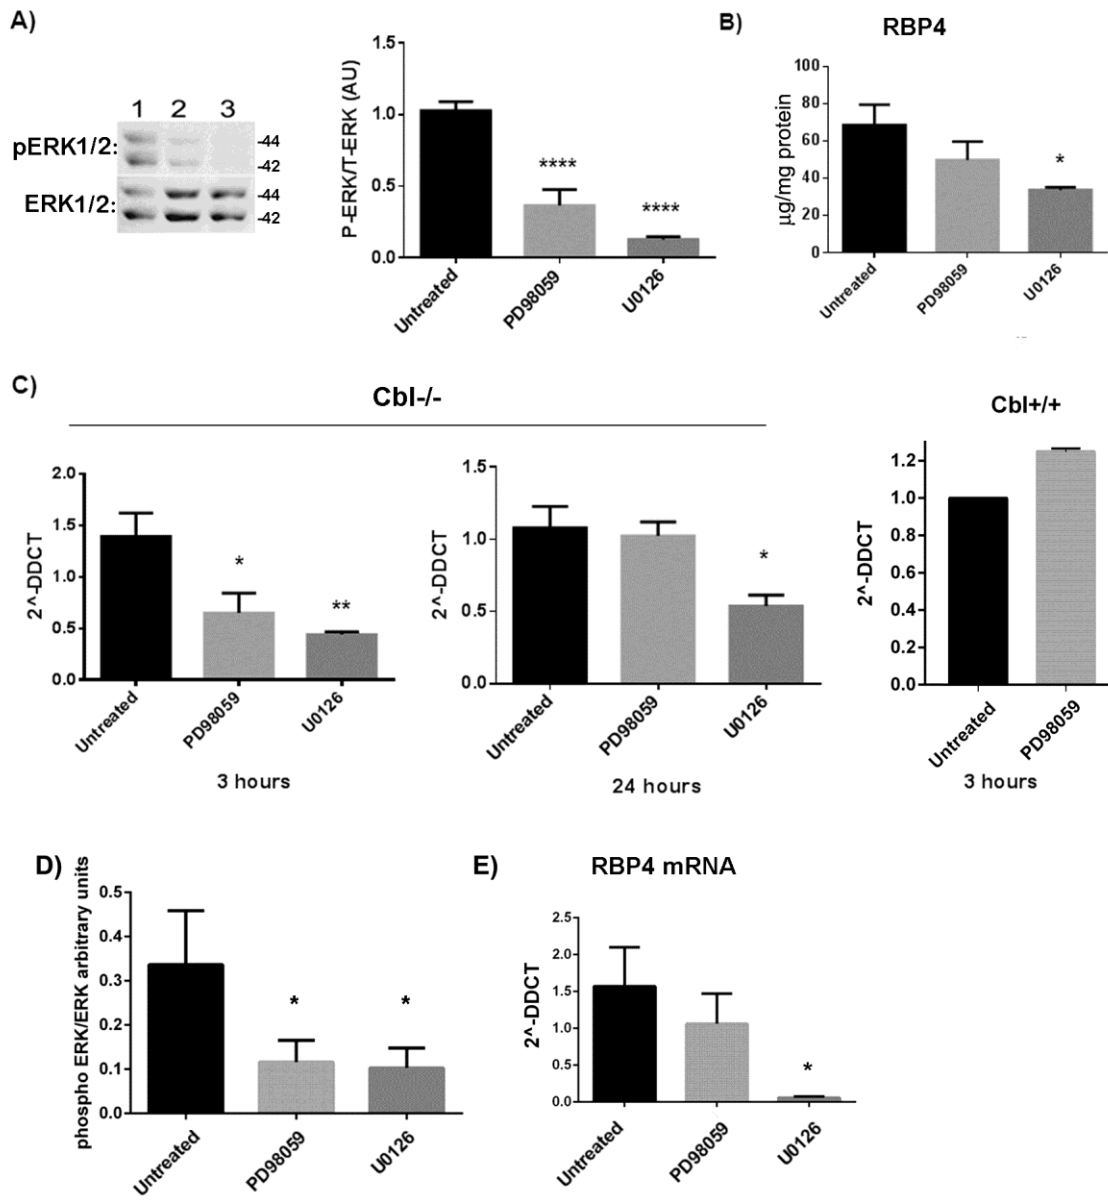 A)
1 2 3
pERK1/2:
-44
-42
ERK1/2:
-44
-42
P-ERK/T-ERK (AU)
1.5
1.0
0.5
0.0
****
****
Untreated
PD98059
U0126
B)
RBP4
µg/mg protein
100
80
60
40
20
0
*
Untreated
PD98059
U0126
C)
Cbl-/-
2^-DDCT
2.0
1.5
1.0
0.5
0.0
*
**
Untreated
PD98059
U0126
3 hours
2^-DDCT
1.5
1.0
0.5
0.0
*
Untreated
PD98059
U0126
24 hours
Cbl+/+
2^-DDCT
1.2
1.0
0.8
0.6
0.4
0.2
0.0
Untreated
PD98059
3 hours
D)
phospho ERK/ERK arbitrary units
0.5
0.4
0.3
0.2
0.1
0.0
*
*
Untreated
PD98059
U0126
E)
RBP4 mRNA
2^-DDCT
2.5
2.0
1.5
1.0
0.5
0.0
*
Untreated
PD98059
U0126